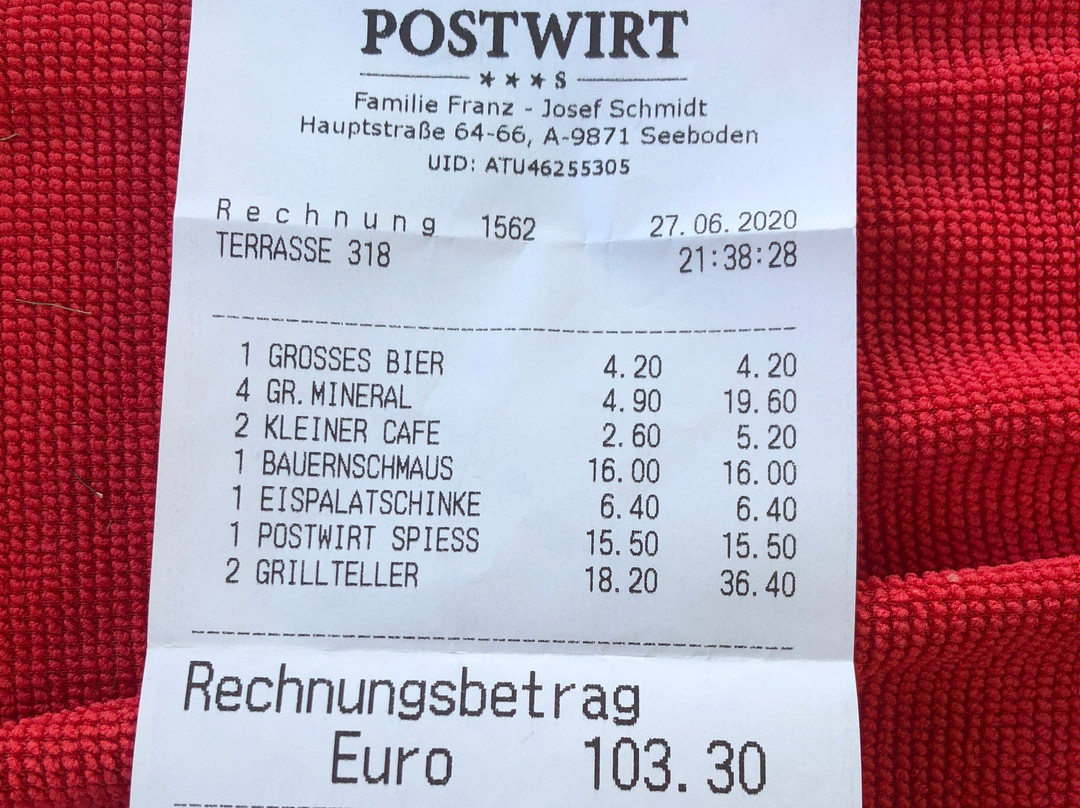 POSTWIRT
★ ★ ★ S
Familie Franz - Josef Schmidt
Hauptstraße 64-66, A-9871 Seeboden
UID: ATU46255305
Rechnung 1562 27.06.2020
TERRASSE 318 21:38:28
1 GROSSES BIER 4.20 4.20
4 GR.MINERAL 4.90 19.60
2 KLEINER CAFE 2.60 5.20
1 BAUERNSCHMAUS 16.00 16.00
1 EISPALATSCHINKE 6.40 6.40
1 POSTWIRT SPIESS 15.50 15.50
2 GRILLTELLER 18.20 36.40
Rechnungsbetrag
Euro 103.30